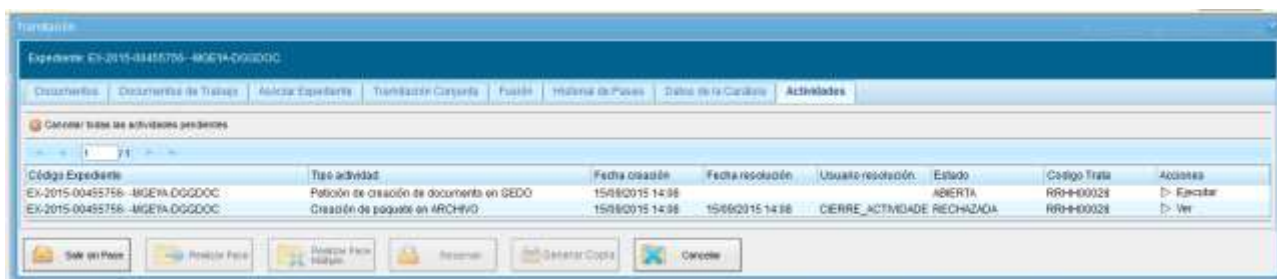 Tramitación
Expediente: EX-2015-00455756- -MGEYA-DGGDOC
Documentos Documentos de Trabajo Asociar Expediente Tramitación Conjunta Fusión Historial de Pases Datos de la Carátula Actividades
Cancelar todas las actividades pendientes
1 / 1
Código Expediente Tipo actividad Fecha creación Fecha resolución Usuario resolución Estado Codigo Trata Acciones
EX-2015-00455756- -MGEYA-DGGDOC Petición de creación de documento en GEDO 15/09/2015 14:08 ABIERTA RRHH00028 Ejecutar
EX-2015-00455756- -MGEYA-DGGDOC Creación de paquete en ARCHIVO 15/09/2015 14:08 15/09/2015 14:08 CIERRE_ACTIVIDADE RECHAZADA RRHH00028 Ver
Salir sin Pase Realizar Pase Realizar Pase Múltiple Reservar Generar Copia Cancelar